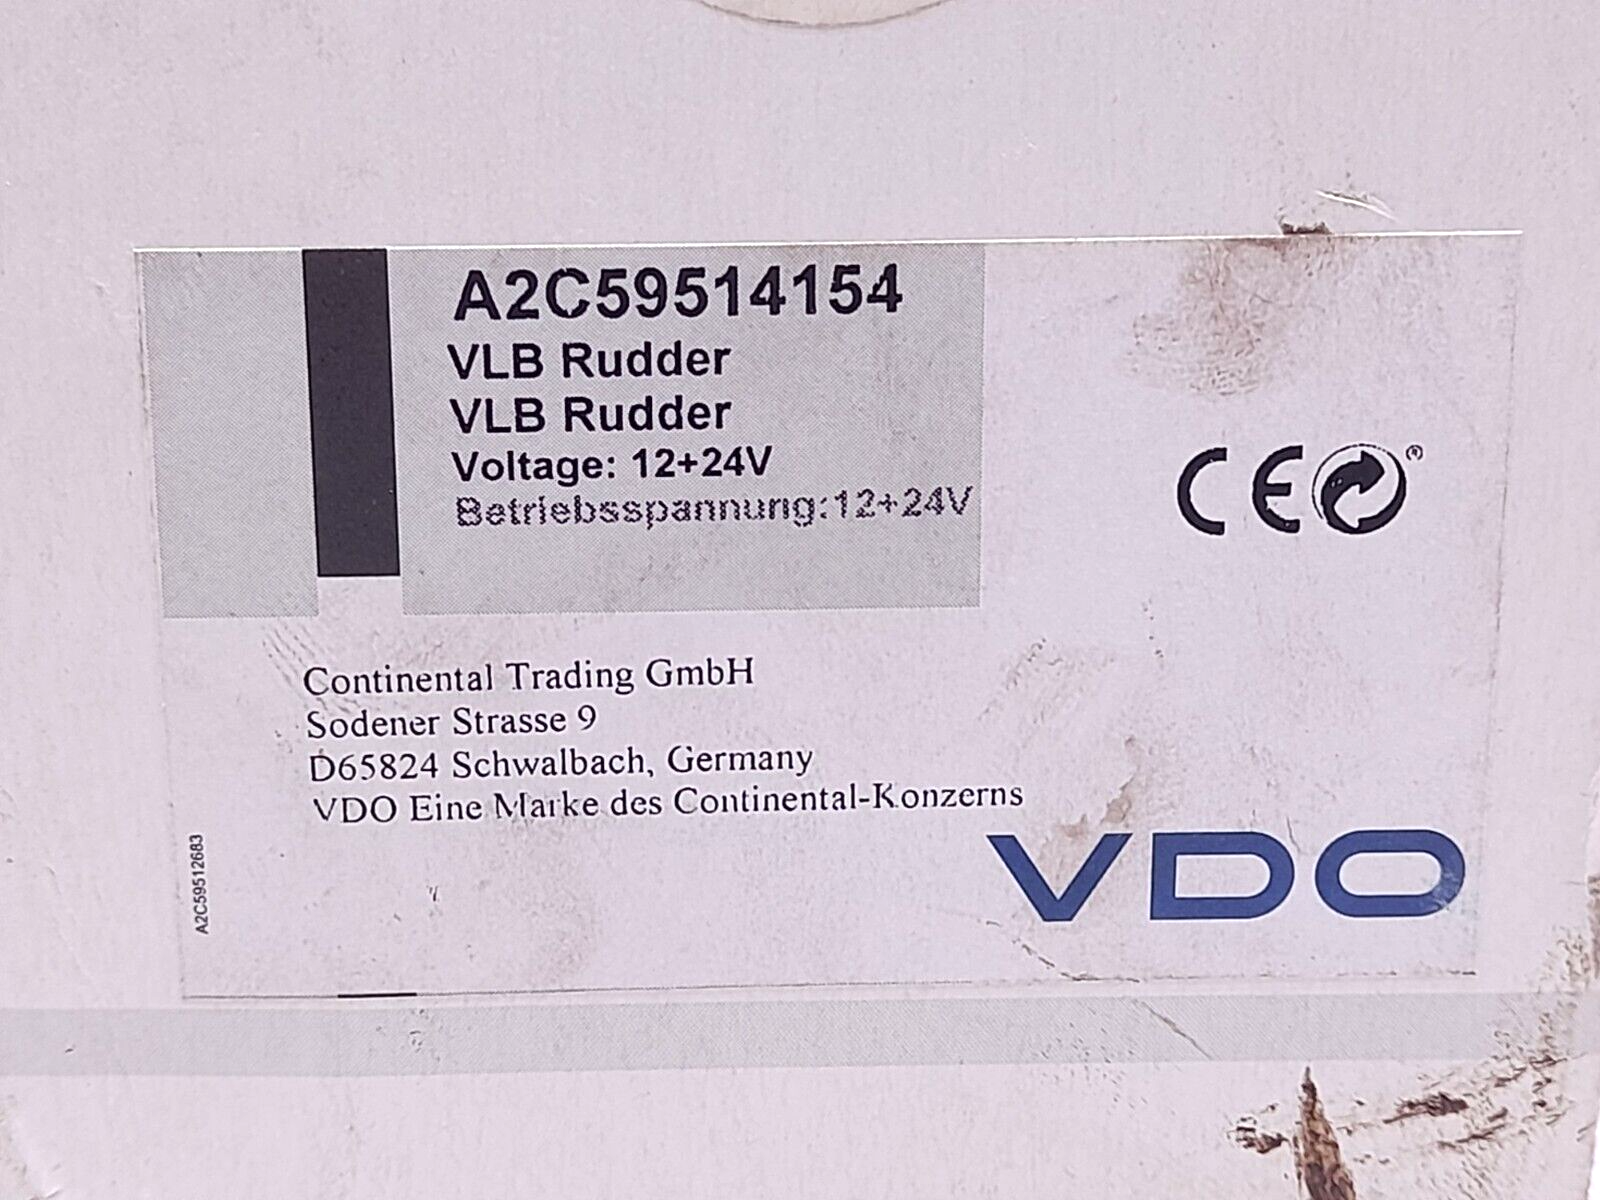 A2C59514154
VLB Rudder
VLB Rudder
Voltage: 12+24V
Betriebsspannung:12+24V
CE
®
Continental Trading GmbH
Sodener Strasse 9
D65824 Schwalbach, Germany
VDO Eine Marke des Continental-Konzerns
VDO
A2C59512683